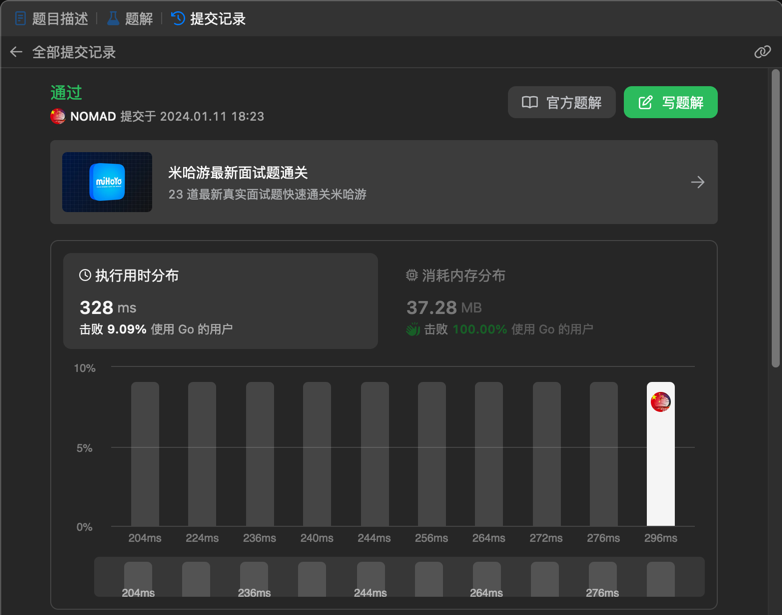 题目描述 题解 提交记录
全部提交记录
通过
NOMAD 提交于 2024.01.11 18:23
官方题解 写题解
miHoYo
米哈游最新面试题通关
23 道最新真实面试题快速通关米哈游
执行用时分布
328 ms
击败 9.09% 使用 Go 的用户
消耗内存分布
37.28 MB
击败 100.00% 使用 Go 的用户
10%
5%
0%
204ms 224ms 236ms 240ms 244ms 256ms 264ms 272ms 276ms 296ms
204ms 236ms 244ms 264ms 276ms